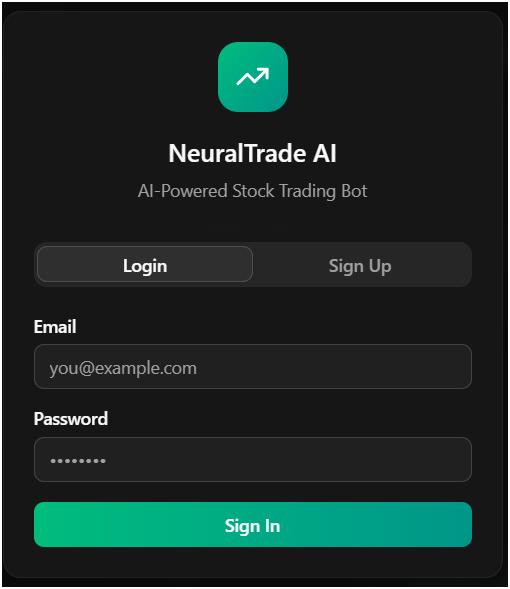 NeuralTrade AI
AI-Powered Stock Trading Bot
Login Sign Up
Email
you@example.com
Password
••••••••
Sign In